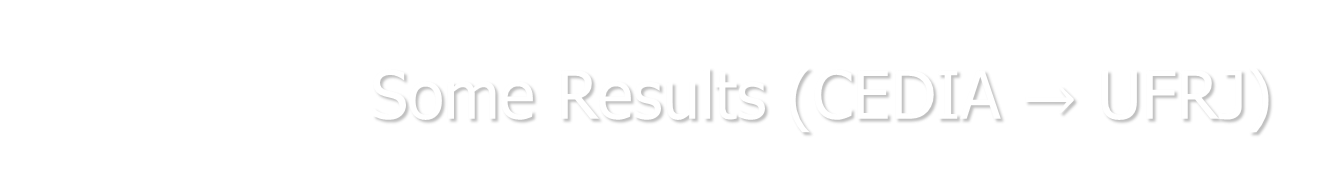 Some Results (CEDIA → UFRJ)